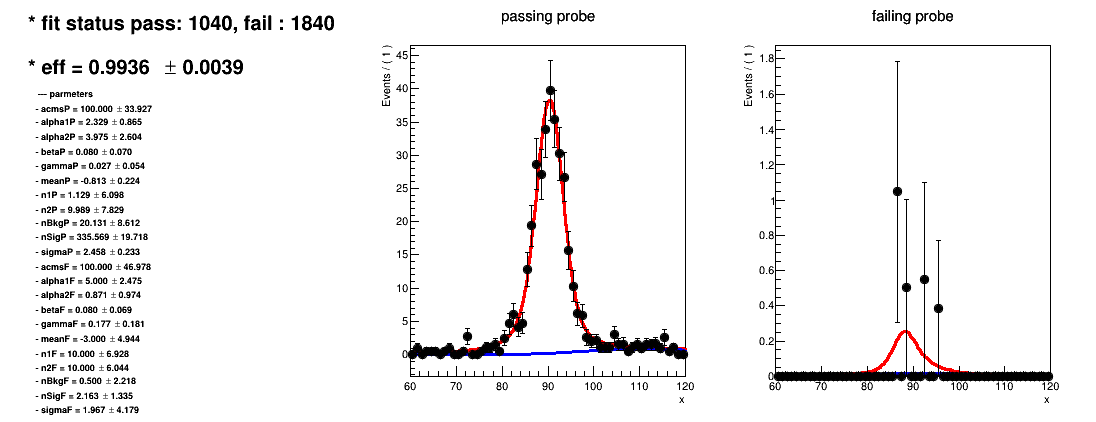 * fit status pass: 1040, fail : 1840
* eff = 0.9936 ± 0.0039
--- parmeters
- acmsP = 100.000 ± 33.927
- alpha1P = 2.329 ± 0.865
- alpha2P = 3.975 ± 2.604
- betaP = 0.080 ± 0.070
- gammaP = 0.027 ± 0.054
- meanP = -0.813 ± 0.224
- n1P = 1.129 ± 6.098
- n2P = 9.989 ± 7.829
- nBkgP = 20.131 ± 8.612
- nSigP = 335.569 ± 19.718
- sigmaP = 2.458 ± 0.233
- acmsF = 100.000 ± 46.978
- alpha1F = 5.000 ± 2.475
- alpha2F = 0.871 ± 0.974
- betaF = 0.080 ± 0.069
- gammaF = 0.177 ± 0.181
- meanF = -3.000 ± 4.944
- n1F = 10.000 ± 6.928
- n2F = 10.000 ± 6.044
- nBkgF = 0.500 ± 2.218
- nSigF = 2.163 ± 1.335
- sigmaF = 1.967 ± 4.179
passing probe
Events / ( 1 )
45
40
35
30
25
20
15
10
5
0
60 70 80 90 100 110 120
x
failing probe
Events / ( 1 )
1.8
1.6
1.4
1.2
1
0.8
0.6
0.4
0.2
0
60 70 80 90 100 110 120
x